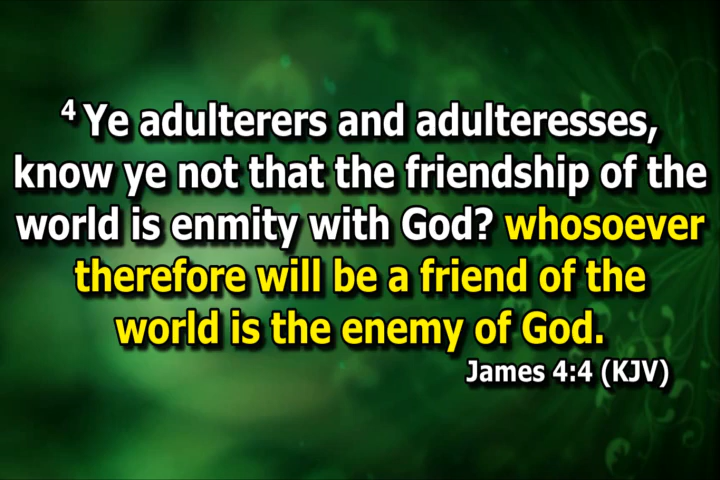 4 Ye adulterers and adulteresses,
know ye not that the friendship of the
world is enmity with God? whosoever
therefore will be a friend of the
world is the enemy of God.
James 4:4 (KJV)